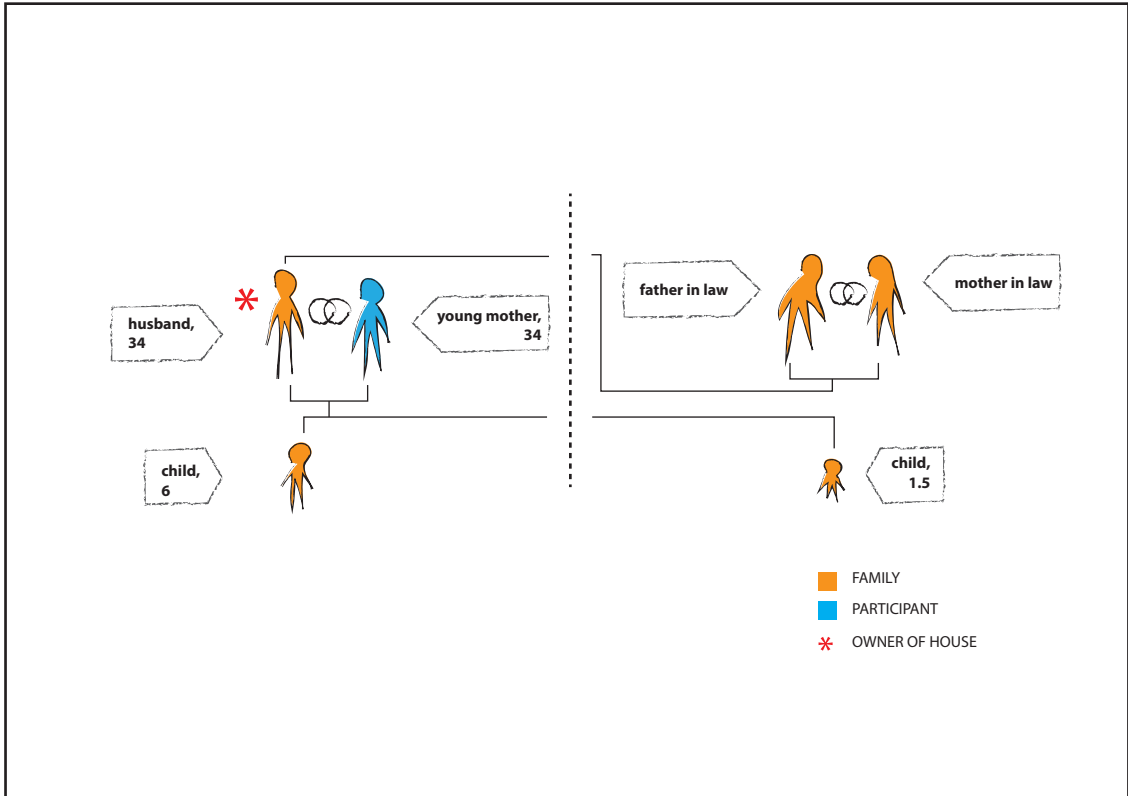 father in law
mother in law
husband,
34
young mother,
34
child,
6
child,
1.5
FAMILY
PARTICIPANT
* OWNER OF HOUSE